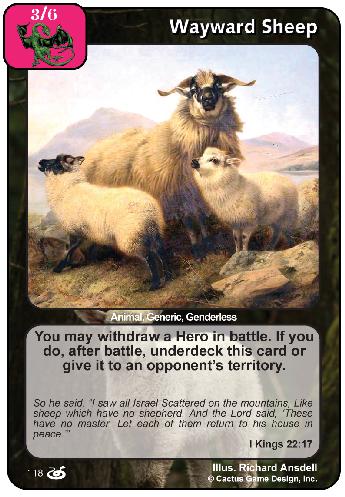 3/6
Wayward Sheep
Animal, Generic, Genderless
You may withdraw a Hero in battle. If you
do, after battle, underdeck this card or
give it to an opponent's territory.
So he said, "I saw all Israel Scattered on the mountains, Like
sheep which have no shepherd. And the Lord said, 'These
have no master. Let each of them return to his house in
peace.'"
I Kings 22:17
'18
Illus. Richard Ansdell
© Cactus Game Design, Inc.